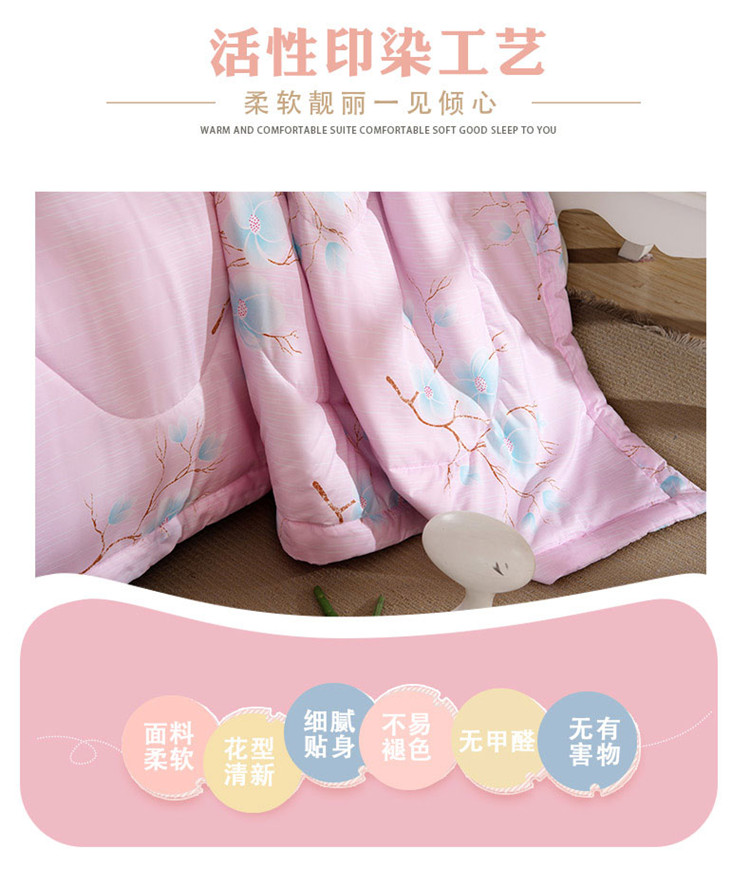 活性印染工艺
柔软靓丽一见倾心
WARM AND COMFORTABLE SUITE COMFORTABLE SOFT GOOD SLEEP TO YOU
面料
柔软
花型
清新
细腻
贴身
不易
褪色
无甲醛
无有
害物